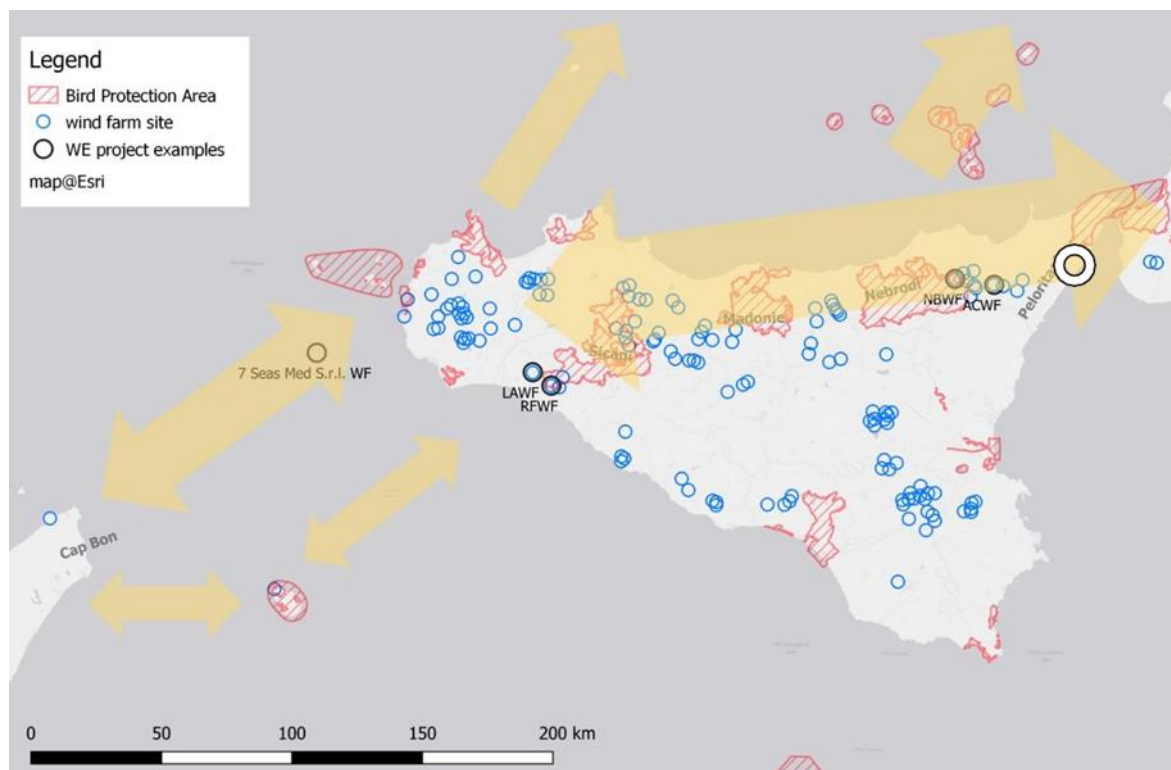 Legend
Bird Protection Area
wind farm site
WE project examples
map@Esri
Nebrodi
Peloritani
NBWF
ACWF
Madonie
Sicani
7 Seas Med S.r.l. WF
LAWF
RFWF
Cap Bon
0 50 100 150 200 km